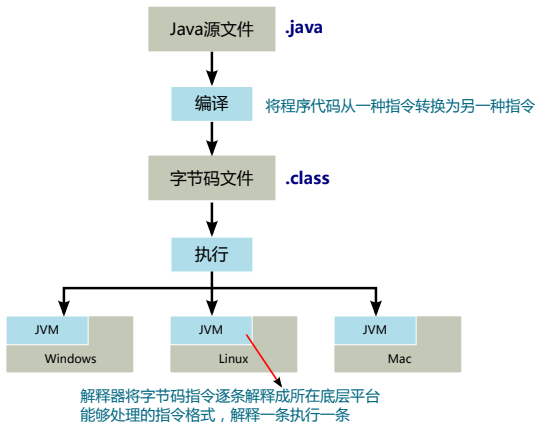 Java源文件 .java
编译 将程序代码从一种指令转换为另一种指令
字节码文件 .class
执行
JVM JVM JVM
Windows Linux Mac
解释器将字节码指令逐条解释成所在底层平台
能够处理的指令格式，解释一条执行一条